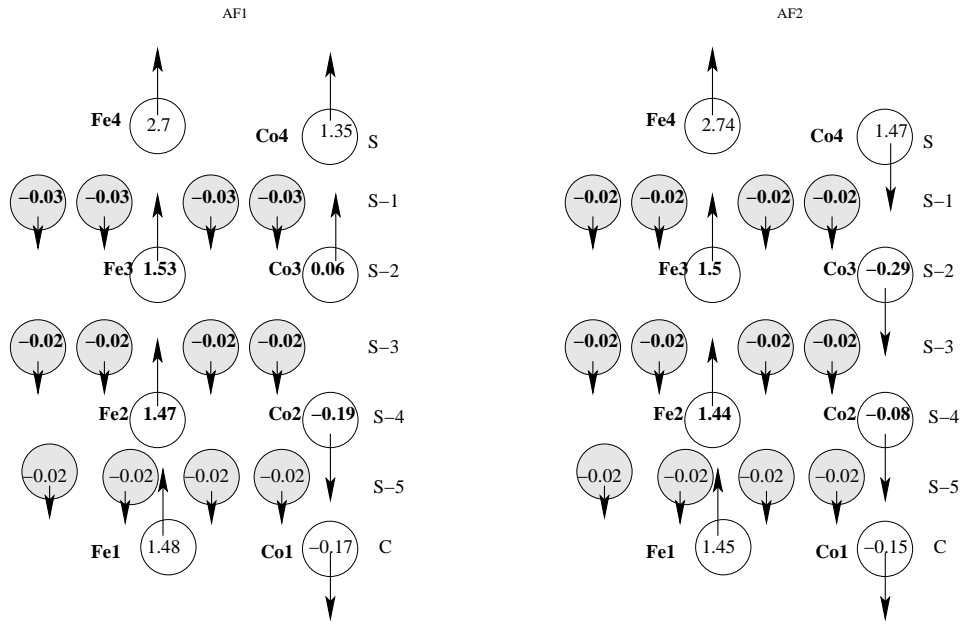 AF1 AF2
Fe4 2.7 Co4 1.35 S Fe4 2.74 Co4 1.47 S
−0.03 −0.03 −0.03 −0.03 S−1 −0.02 −0.02 −0.02 −0.02 S−1
Fe3 1.53 Co3 0.06 S−2 Fe3 1.5 Co3 −0.29 S−2
−0.02 −0.02 −0.02 −0.02 S−3 −0.02 −0.02 −0.02 −0.02 S−3
Fe2 1.47 Co2 −0.19 S−4 Fe2 1.44 Co2 −0.08 S−4
−0.02 −0.02 −0.02 −0.02 S−5 −0.02 −0.02 −0.02 −0.02 S−5
Fe1 1.48 Co1 −0.17 C Fe1 1.45 Co1 −0.15 C